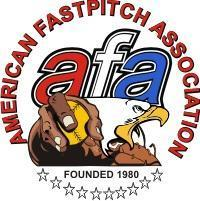 AMERICAN FASTPITCH ASSOCIATION
afa
FOUNDED 1980